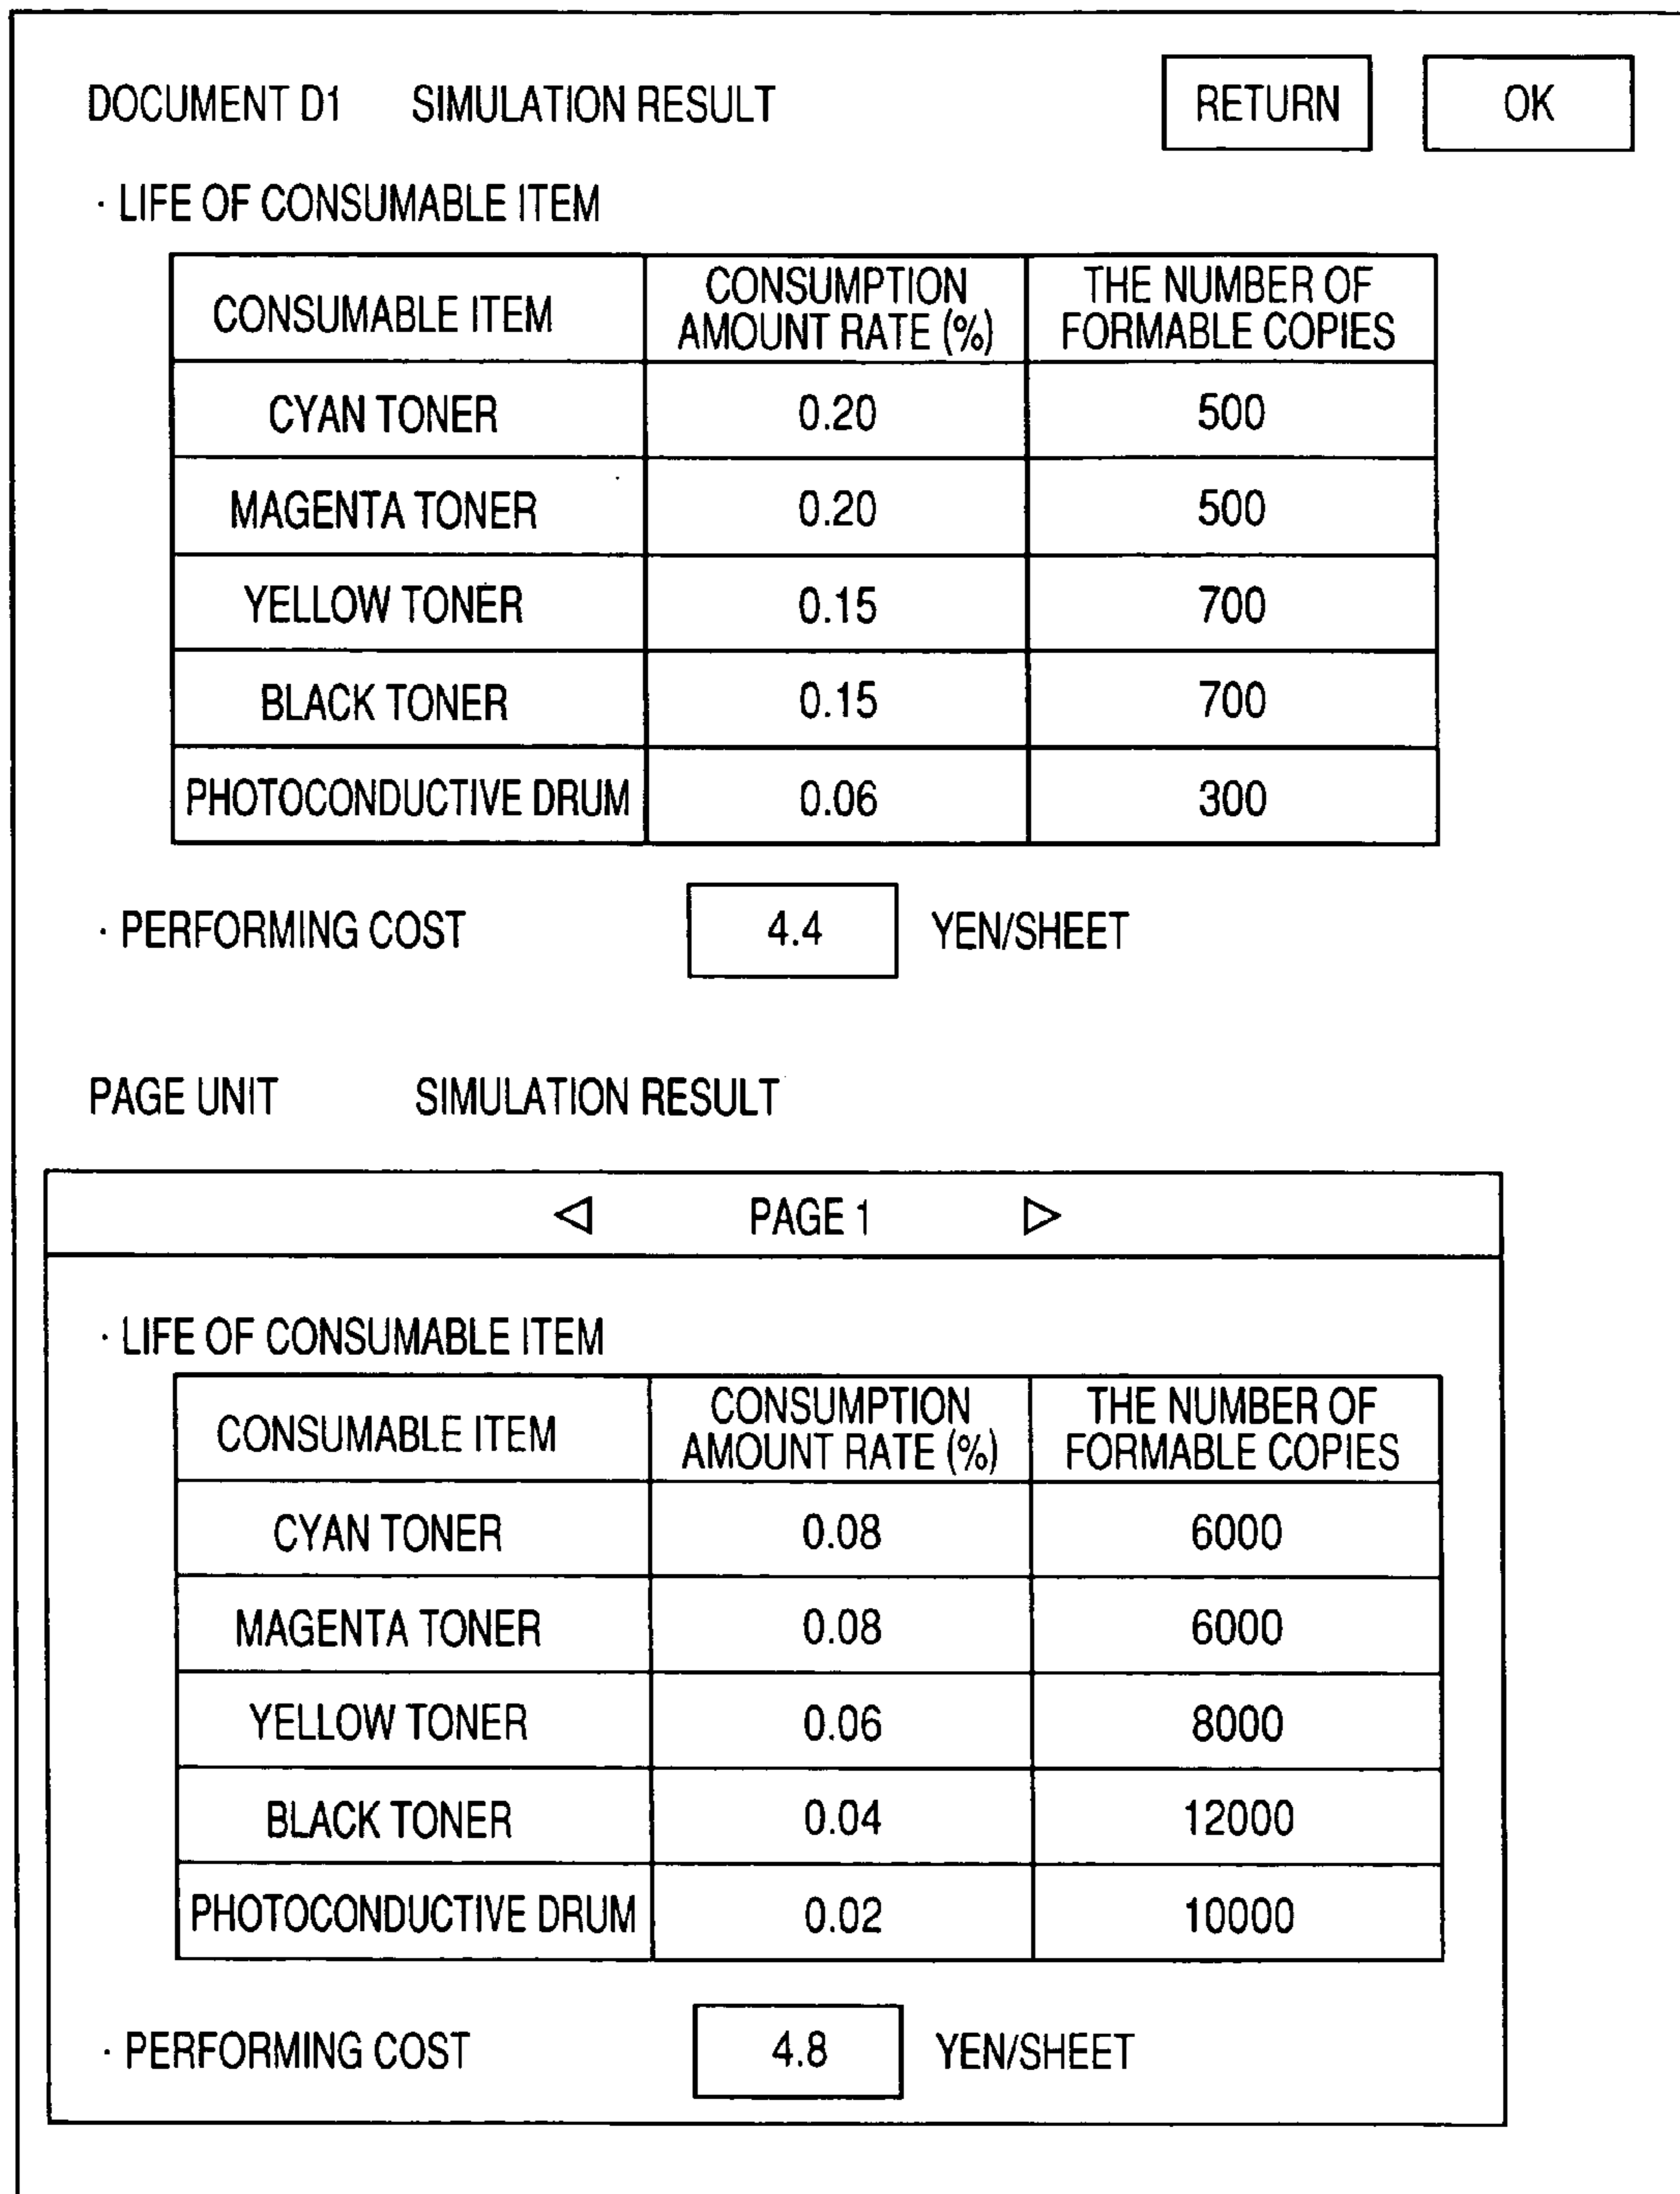 DOCUMENT D1 SIMULATION RESULT RETURN OK
· LIFE OF CONSUMABLE ITEM
CONSUMABLE ITEM CONSUMPTION AMOUNT RATE (%) THE NUMBER OF FORMABLE COPIES
CYAN TONER 0.20 500
MAGENTA TONER 0.20 500
YELLOW TONER 0.15 700
BLACK TONER 0.15 700
PHOTOCONDUCTIVE DRUM 0.06 300
· PERFORMING COST 4.4 YEN/SHEET
PAGE UNIT SIMULATION RESULT
◁ PAGE 1 ▷
· LIFE OF CONSUMABLE ITEM
CONSUMABLE ITEM CONSUMPTION AMOUNT RATE (%) THE NUMBER OF FORMABLE COPIES
CYAN TONER 0.08 6000
MAGENTA TONER 0.08 6000
YELLOW TONER 0.06 8000
BLACK TONER 0.04 12000
PHOTOCONDUCTIVE DRUM 0.02 10000
· PERFORMING COST 4.8 YEN/SHEET